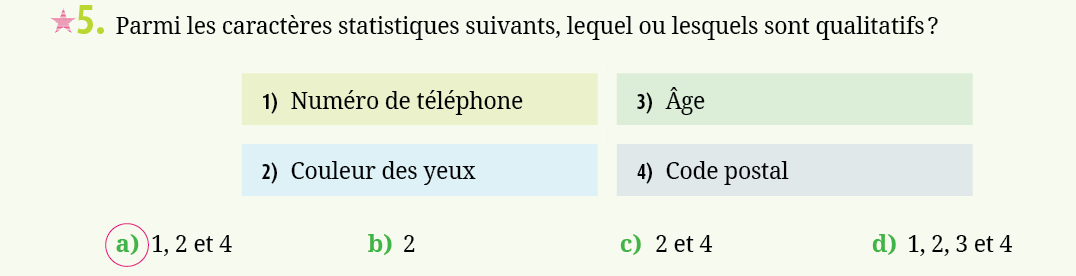 5. Parmi les caractères statistiques suivants, lequel ou lesquels sont qualitatifs ?
1) Numéro de téléphone
3) Âge
2) Couleur des yeux
4) Code postal
a) 1, 2 et 4 b) 2 c) 2 et 4 d) 1, 2, 3 et 4